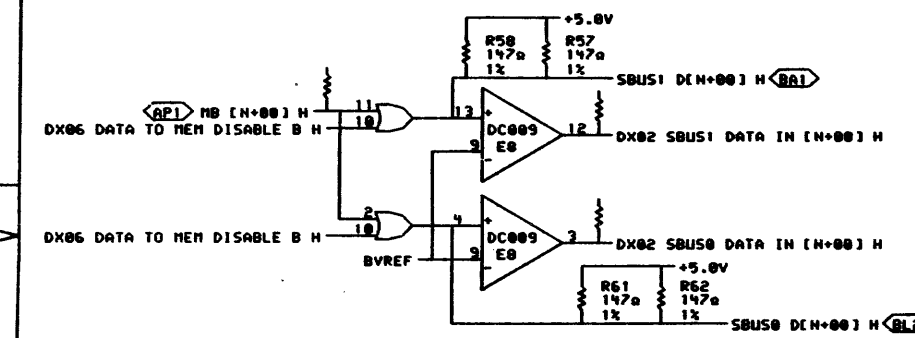 +5.0V
R58 R57
147Ω 147Ω
1% 1%
SBUS1 D[N+00] H BA1
AP1 MB [N+00] H 11
DX06 DATA TO MEM DISABLE B H 10
13 +
DC009
E8
12 DX02 SBUS1 DATA IN [N+00] H
9 -
2
DX06 DATA TO MEM DISABLE B H 10
4 +
DC009
E8
3 DX02 SBUS0 DATA IN [N+00] H
BVREF 9 -
+5.0V
R61 R62
147Ω 147Ω
1% 1%
SBUS0 D[N+00] H